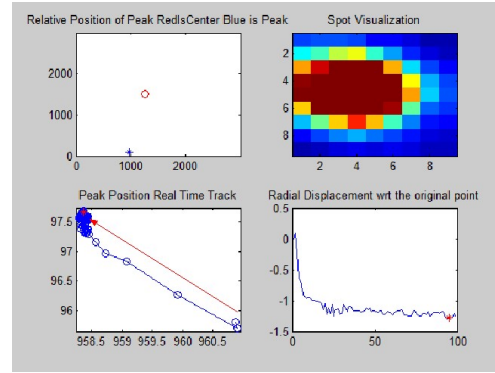 Relative Position of Peak RedIsCenter Blue is Peak
Spot Visualization
2000
1000
0
0 1000 2000
2
4
6
8
2 4 6 8
Peak Position Real Time Track
Radial Displacement wrt the original point
97.5
97
96.5
96
958.5 959 959.5 960 960.5
0.5
0
-0.5
-1
-1.5
0 50 100